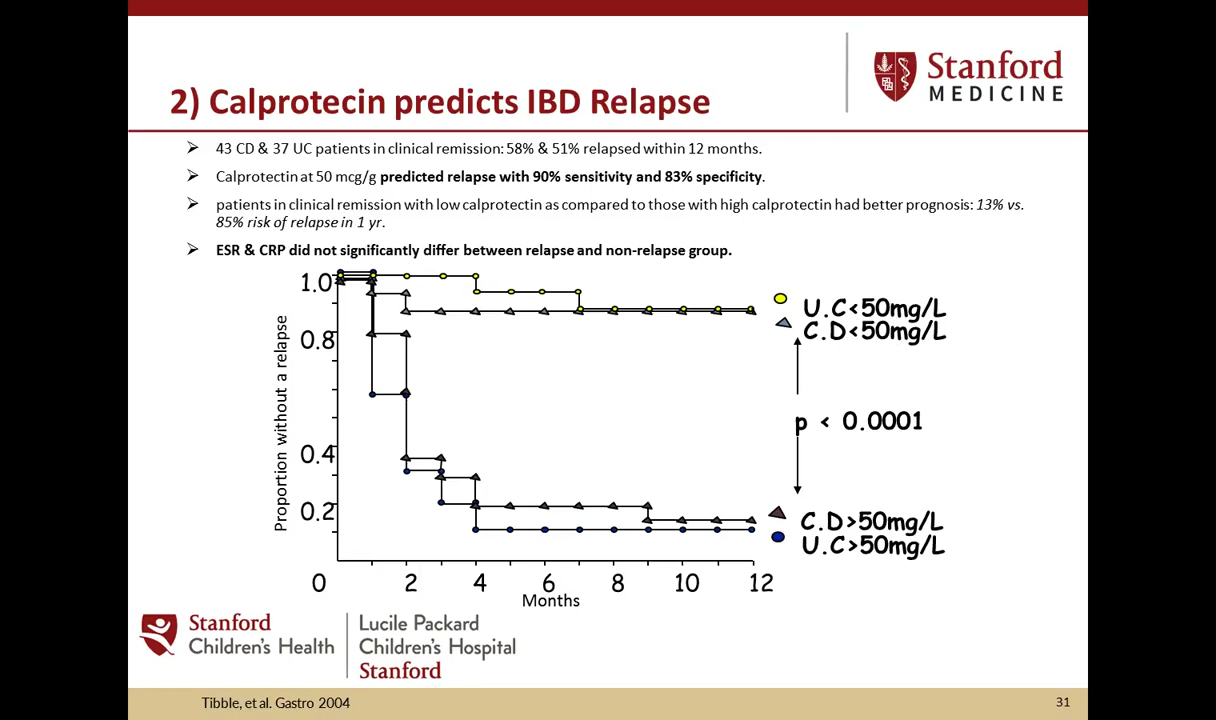 Stanford
MEDICINE
2) Calprotecin predicts IBD Relapse
43 CD & 37 UC patients in clinical remission: 58% & 51% relapsed within 12 months.
Calprotectin at 50 mcg/g predicted relapse with 90% sensitivity and 83% specificity.
patients in clinical remission with low calprotectin as compared to those with high calprotectin had better prognosis: 13% vs.
85% risk of relapse in 1 yr.
ESR & CRP did not significantly differ between relapse and non-relapse group.
Proportion without a relapse
1.0
0.8
0.4
0.2
0
2
4
6
8
10
12
Months
U.C<50mg/L
C.D<50mg/L
p < 0.0001
C.D>50mg/L
U.C>50mg/L
Stanford
Children's Health
Lucile Packard
Children's Hospital
Stanford
Tibble, et al. Gastro 2004
31